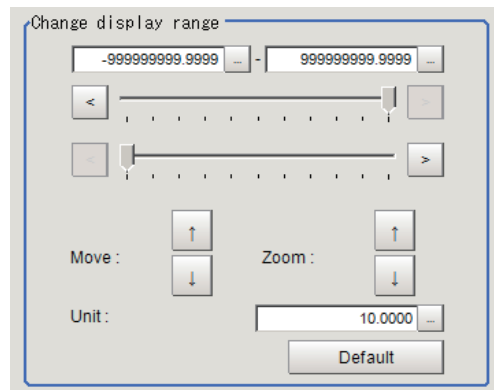 Change display range
-999999999.9999 ... - 999999999.9999 ...
< >
< >
↑ ↑
Move : Zoom :
↓ ↓
Unit : 10.0000 ...
Default